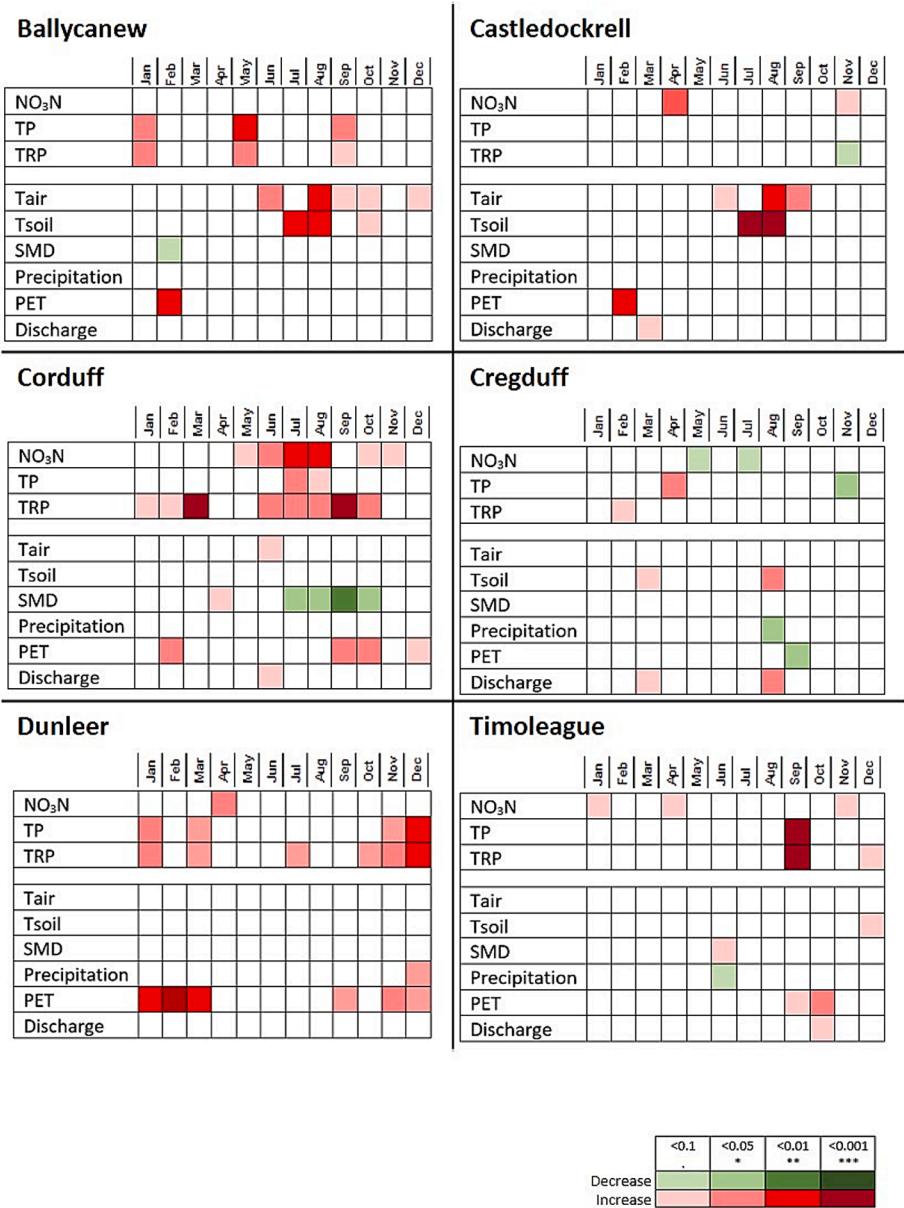 Ballycanew
Jan Feb Mar Apr May Jun Jul Aug Sep Oct Nov Dec
NO₃N
TP
TRP
Tair
Tsoil
SMD
Precipitation
PET
Discharge
Castledockrell
Jan Feb Mar Apr May Jun Jul Aug Sep Oct Nov Dec
NO₃N
TP
TRP
Tair
Tsoil
SMD
Precipitation
PET
Discharge
Corduff
Jan Feb Mar Apr May Jun Jul Aug Sep Oct Nov Dec
NO₃N
TP
TRP
Tair
Tsoil
SMD
Precipitation
PET
Discharge
Cregduff
Jan Feb Mar Apr May Jun Jul Aug Sep Oct Nov Dec
NO₃N
TP
TRP
Tair
Tsoil
SMD
Precipitation
PET
Discharge
Dunleer
Jan Feb Mar Apr May Jun Jul Aug Sep Oct Nov Dec
NO₃N
TP
TRP
Tair
Tsoil
SMD
Precipitation
PET
Discharge
Timoleague
Jan Feb Mar Apr May Jun Jul Aug Sep Oct Nov Dec
NO₃N
TP
TRP
Tair
Tsoil
SMD
Precipitation
PET
Discharge
<0.1 <0.05 <0.01 <0.001
. * ** ***
Decrease
Increase